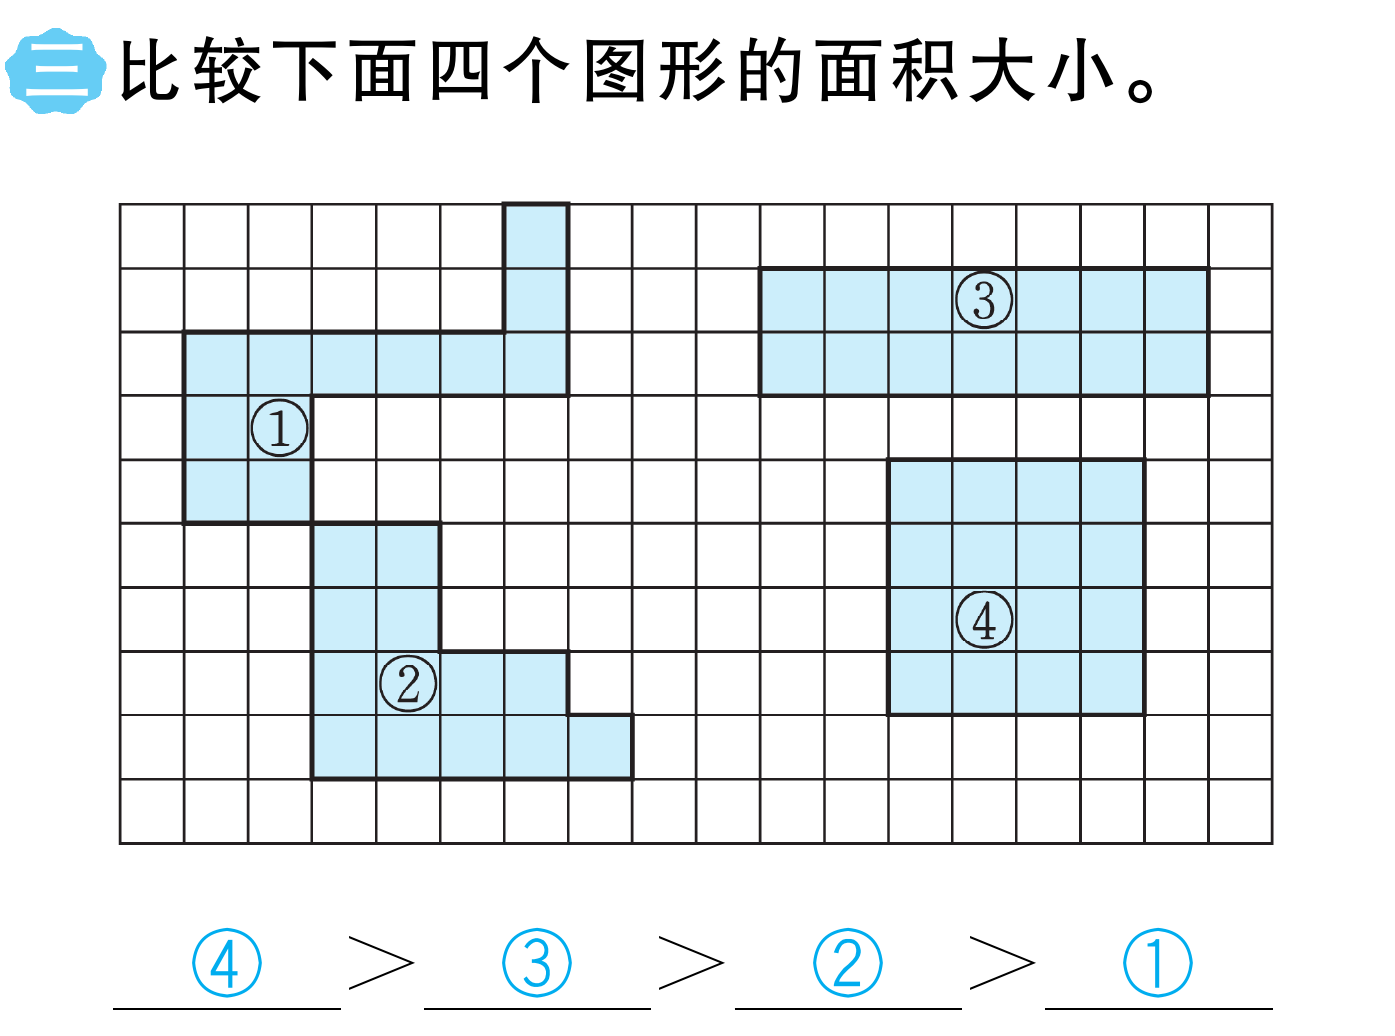 三 比较下面四个图形的面积大小。
③
①
④
②
④ > ③ > ② > ①